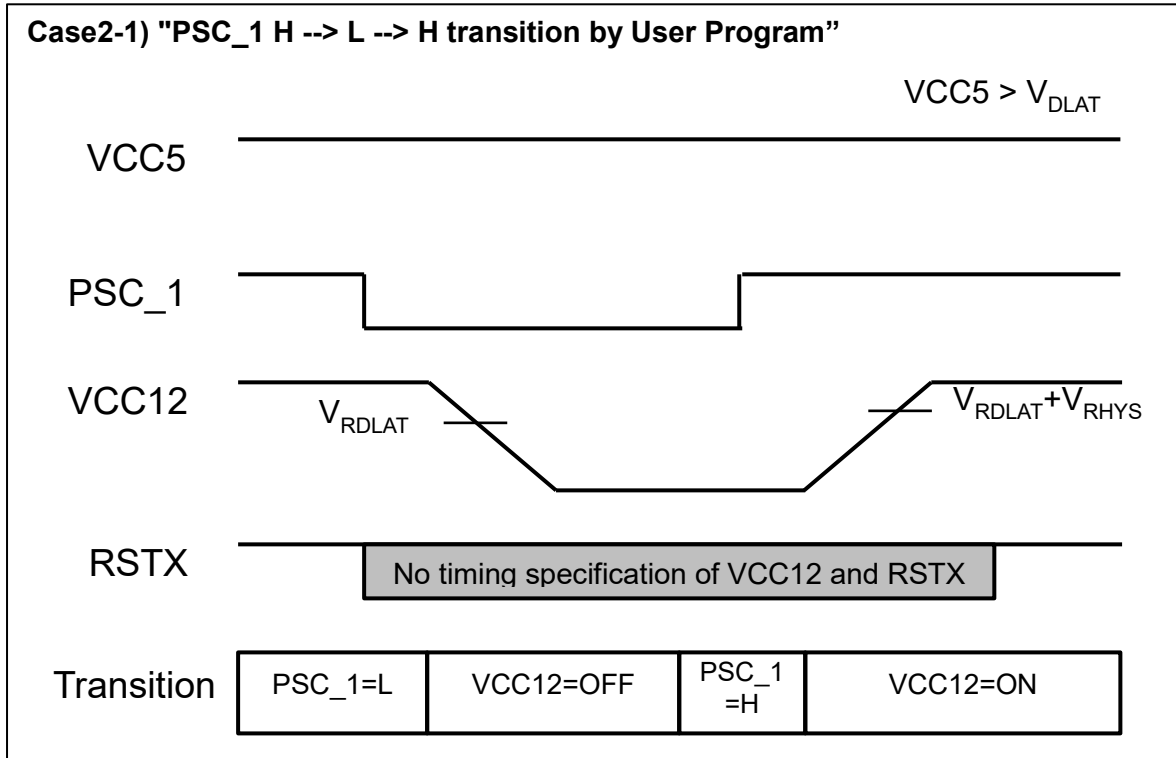 Case2-1) "PSC_1 H --> L --> H transition by User Program”
VCC5 > VDLAT
VCC5
PSC_1
VCC12
VRDLAT
VRDLAT+VRHYS
RSTX
No timing specification of VCC12 and RSTX
Transition
PSC_1=L
VCC12=OFF
PSC_1
=H
VCC12=ON